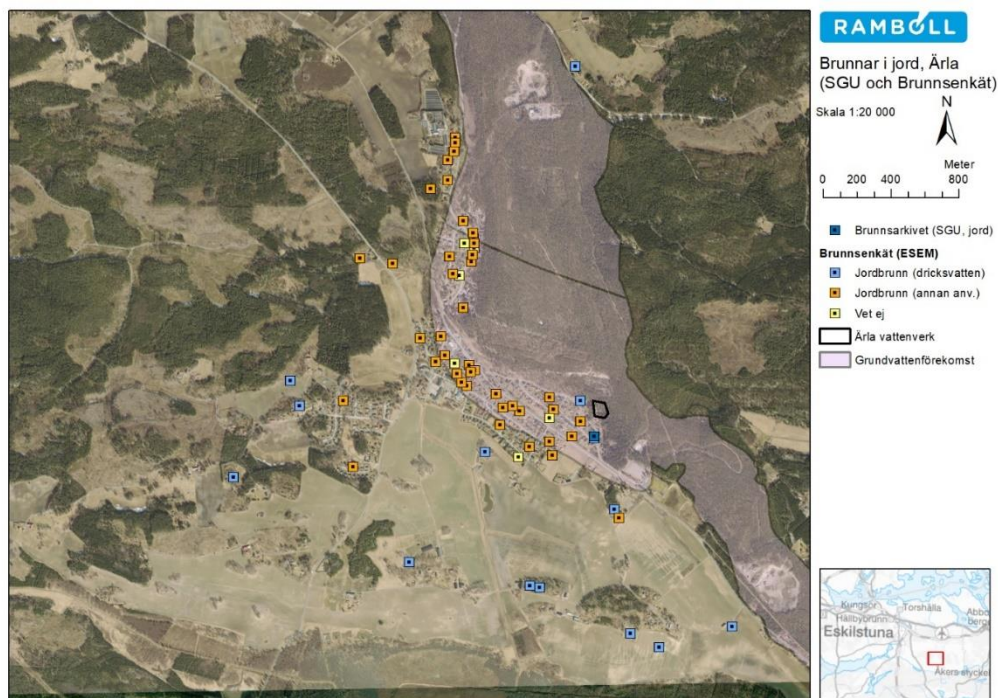 RAMBOLL
Brunnar i jord, Ärla
(SGU och Brunnsenkät)
Skala 1:20 000
N
Meter
0 200 400 800
Brunnsarkivet (SGU, jord)
Brunnsenkät (ESEM)
Jordbrunn (dricksvatten)
Jordbrunn (annan anv.)
Vet ej
Ärla vattenverk
Grundvattenförekomst
Kungsör
Torshälla
Hällbybrunn
Eskilstuna